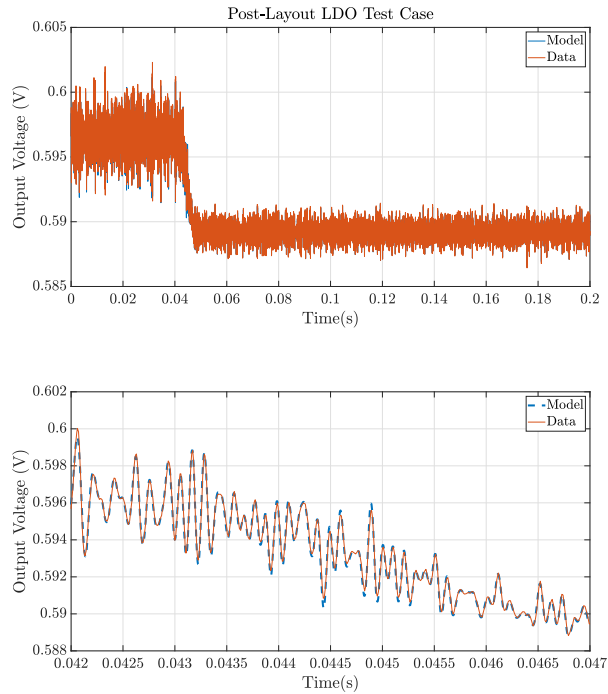 Post-Layout LDO Test Case
0.605
0.6
0.595
0.59
0.585
Output Voltage (V)
Model
Data
0 0.02 0.04 0.06 0.08 0.1 0.12 0.14 0.16 0.18 0.2
Time(s)
0.602
0.6
0.598
0.596
0.594
0.592
0.59
0.588
Output Voltage (V)
Model
Data
0.042 0.0425 0.043 0.0435 0.044 0.0445 0.045 0.0455 0.046 0.0465 0.047
Time(s)